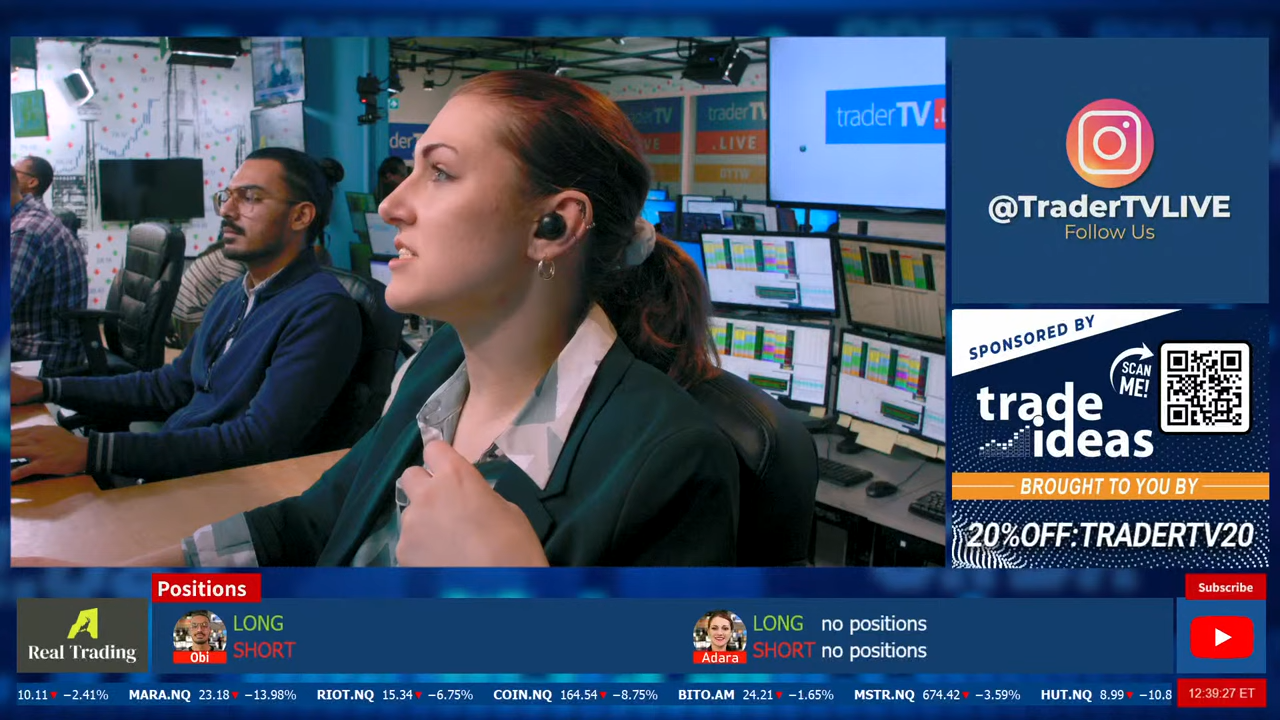 traderTV.L
traderTV
.LIVE
@TraderTVLIVE
Follow Us
SPONSORED BY
SCAN
ME!
trade
ideas
BROUGHT TO YOU BY
20%OFF:TRADERTV20
Positions
Subscribe
Real Trading
Obi
LONG
SHORT
Adara
LONG no positions
SHORT no positions
10.11 −2.41% MARA.NQ 23.18 −13.98% RIOT.NQ 15.34 −6.75% COIN.NQ 164.54 −8.75% BITO.AM 24.21 −1.65% MSTR.NQ 674.42 −3.59% HUT.NQ 8.99 −10.8
12:39:27 ET